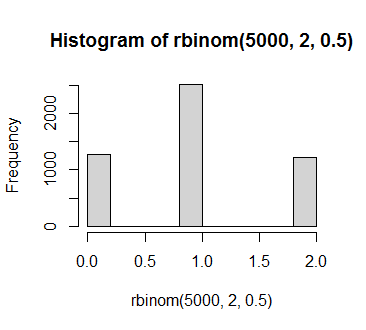 Histogram of rbinom(5000, 2, 0.5)
Frequency
2000
1000
0
0.0 0.5 1.0 1.5 2.0
rbinom(5000, 2, 0.5)